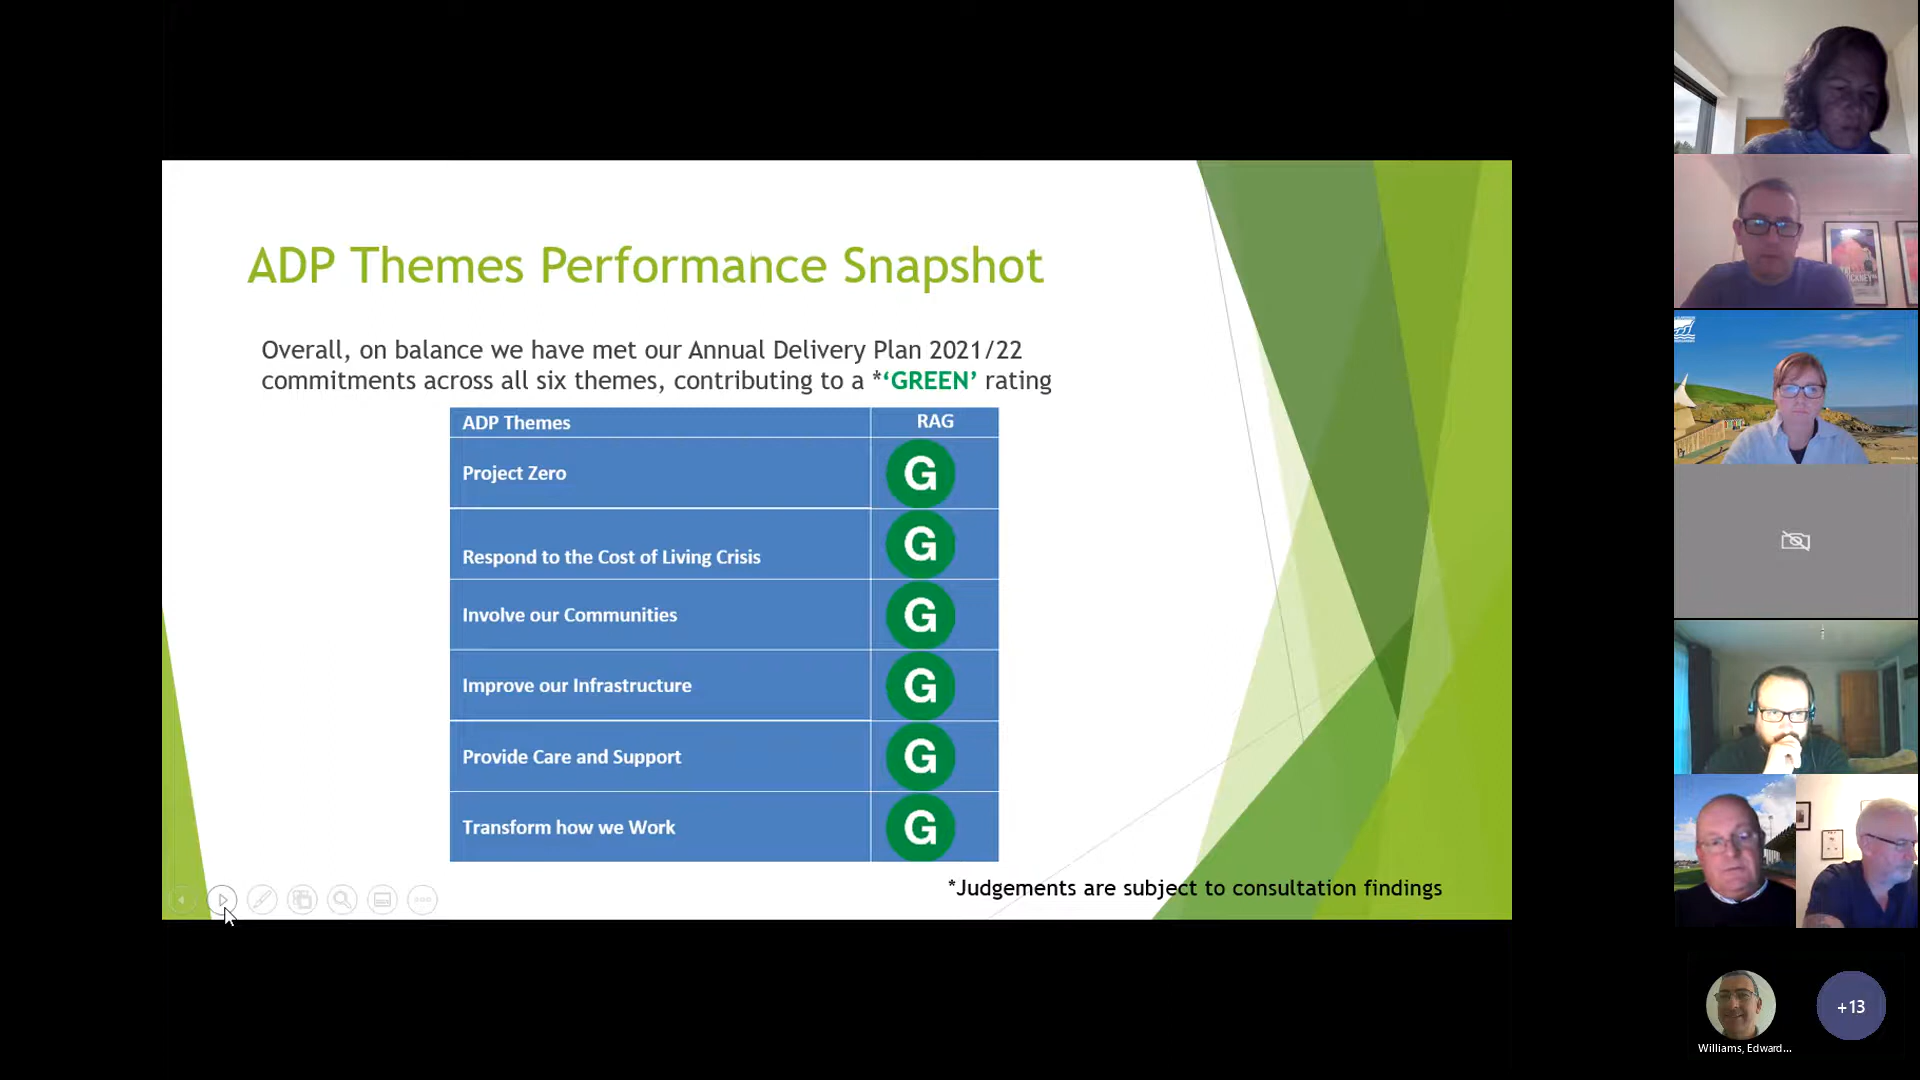 ADP Themes Performance Snapshot
Overall, on balance we have met our Annual Delivery Plan 2021/22
commitments across all six themes, contributing to a *‘GREEN’ rating
ADP Themes RAG
Project Zero G
Respond to the Cost of Living Crisis G
Involve our Communities G
Improve our Infrastructure G
Provide Care and Support G
Transform how we Work G
*Judgements are subject to consultation findings
+13
Williams, Edward...